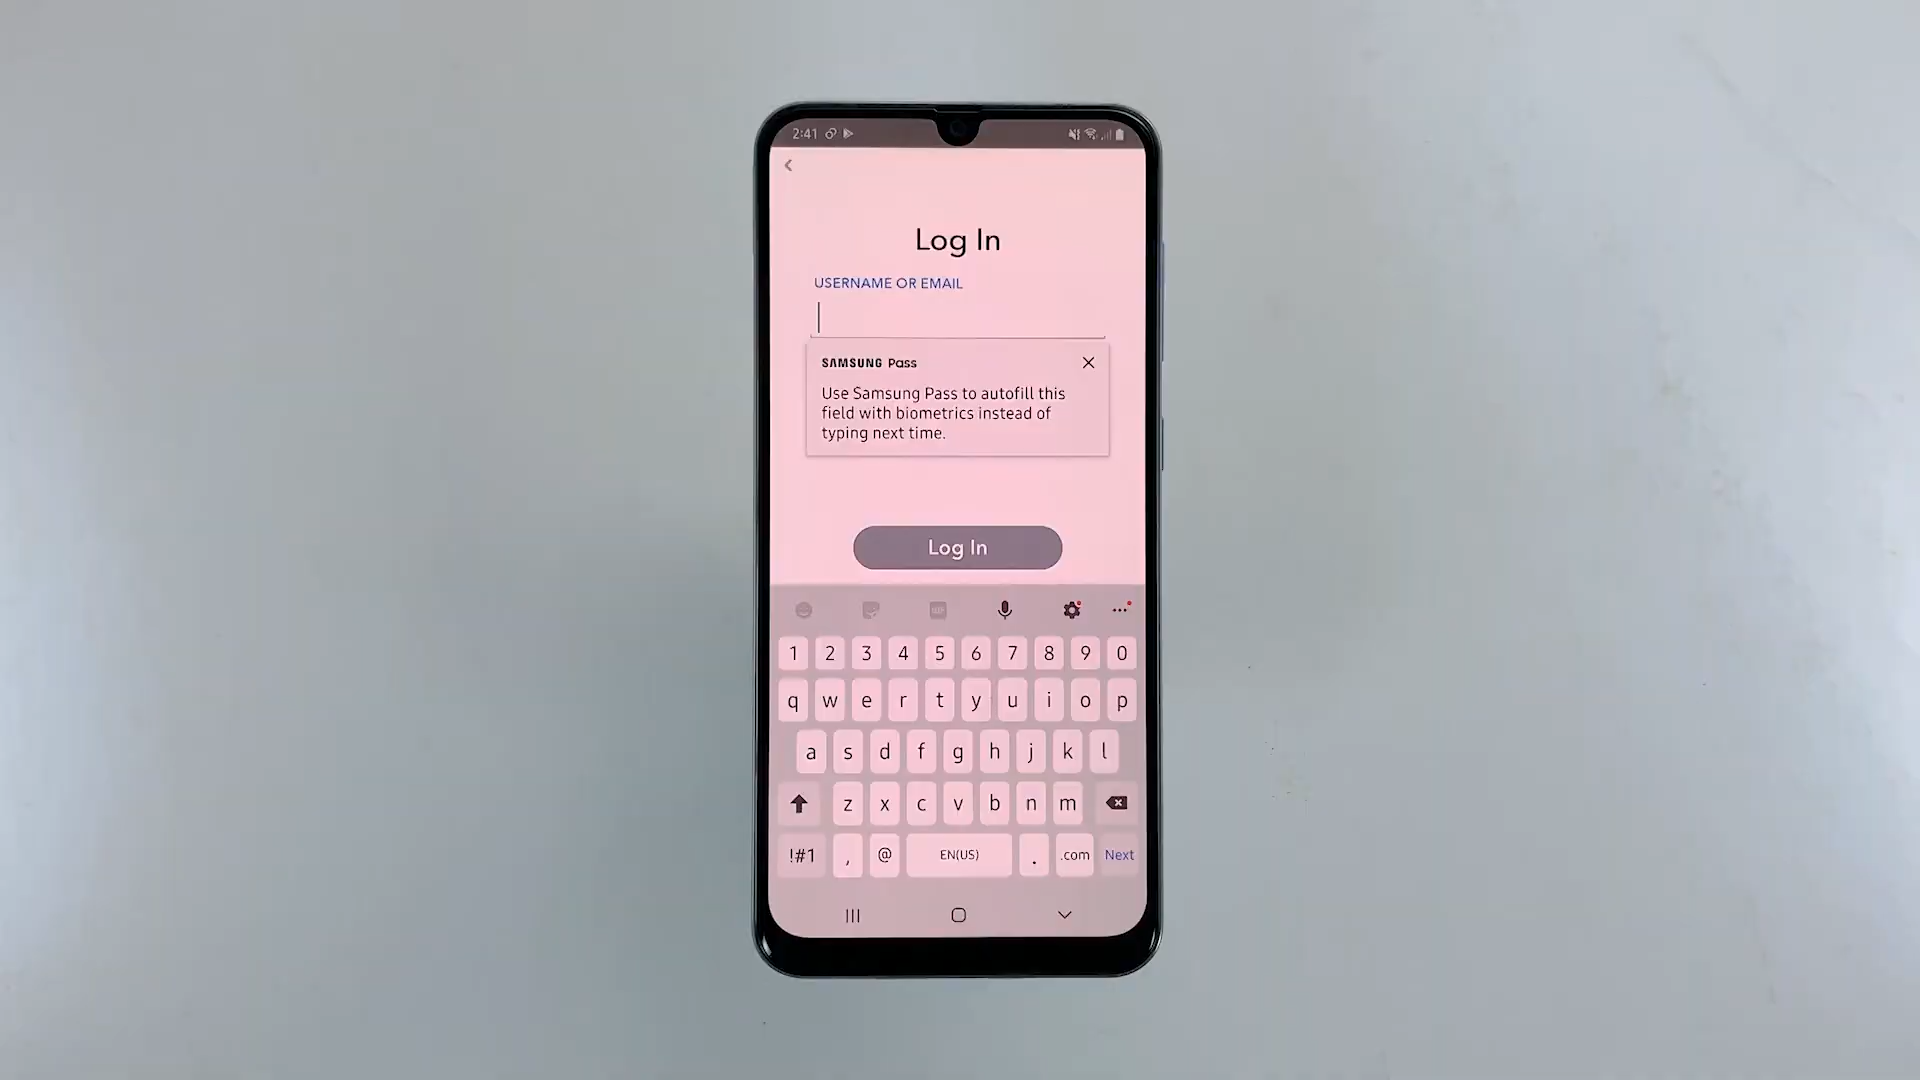 2:41
Log In
USERNAME OR EMAIL
SAMSUNG Pass
Use Samsung Pass to autofill this
field with biometrics instead of
typing next time.
Log In
GIF
1 2 3 4 5 6 7 8 9 0
q w e r t y u i o p
a s d f g h j k l
z x c v b n m
!#1 , @ EN(US) . .com Next